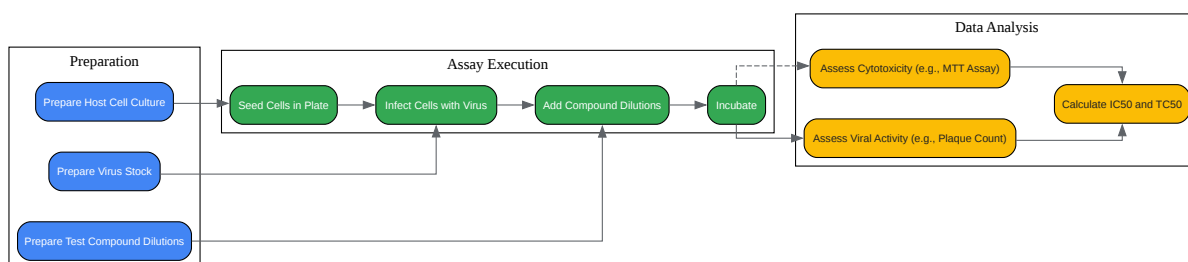 Preparation
Prepare Host Cell Culture
Prepare Virus Stock
Prepare Test Compound Dilutions
Assay Execution
Seed Cells in Plate
Infect Cells with Virus
Add Compound Dilutions
Incubate
Data Analysis
Assess Cytotoxicity (e.g., MTT Assay)
Assess Viral Activity (e.g., Plaque Count)
Calculate IC50 and TC50